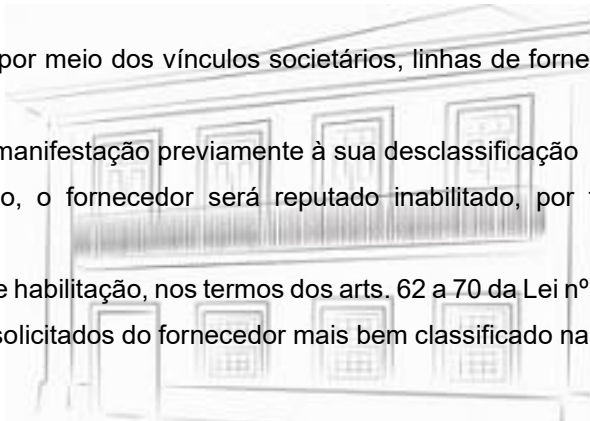 por meio dos vínculos societários, linhas de forne
manifestação previamente à sua desclassificação
o, o fornecedor será reputado inabilitado, por
e habilitação, nos termos dos arts. 62 a 70 da Lei nº
solicitados do fornecedor mais bem classificado na